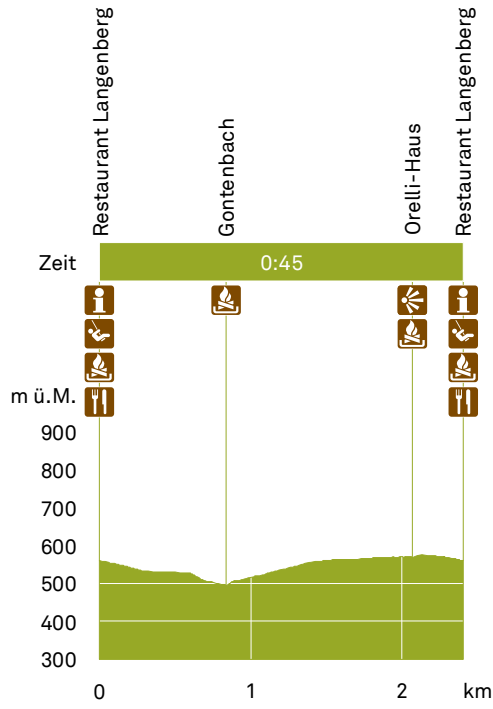 Restaurant Langenberg
Gontenbach
Orelli-Haus
Restaurant Langenberg
Zeit
0:45
m ü.M.
900
800
700
600
500
400
300
0
1
2
km